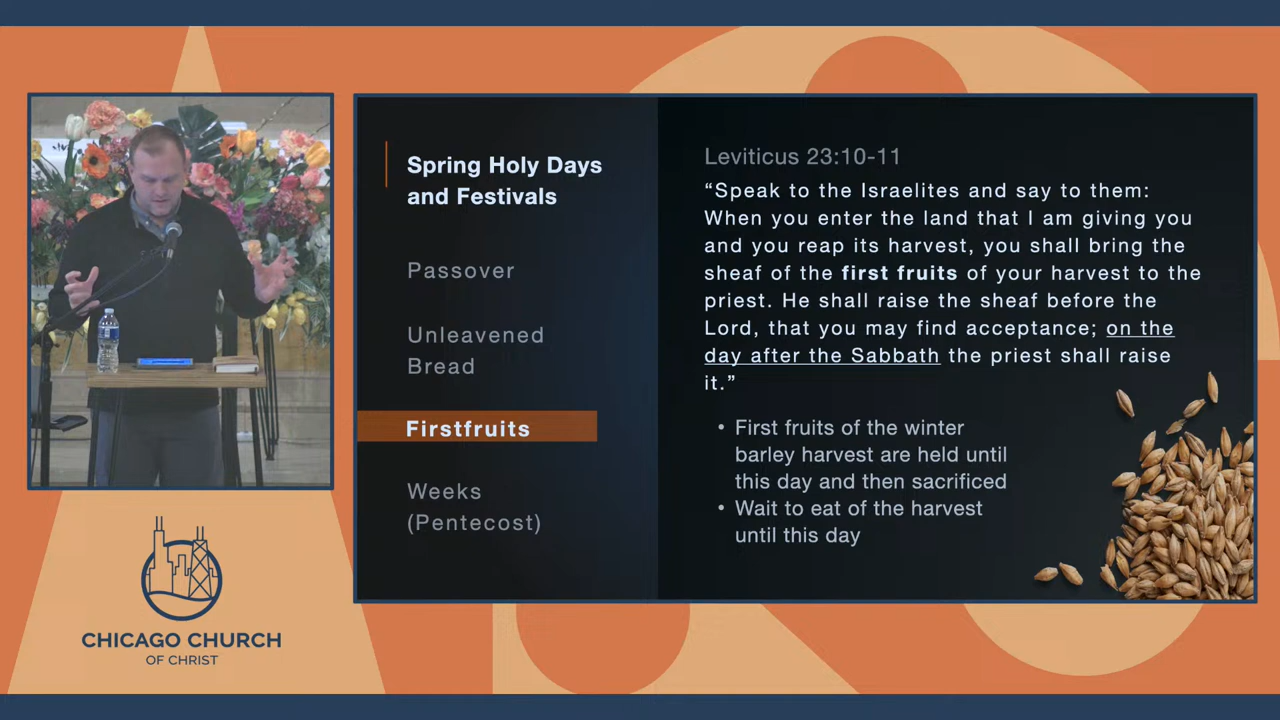 Spring Holy Days
and Festivals
Passover
Unleavened
Bread
Firstfruits
Weeks
(Pentecost)
Leviticus 23:10-11
“Speak to the Israelites and say to them:
When you enter the land that I am giving you
and you reap its harvest, you shall bring the
sheaf of the first fruits of your harvest to the
priest. He shall raise the sheaf before the
Lord, that you may find acceptance; on the
day after the Sabbath the priest shall raise
it.”
• First fruits of the winter
barley harvest are held until
this day and then sacrificed
• Wait to eat of the harvest
until this day
CHICAGO CHURCH
OF CHRIST